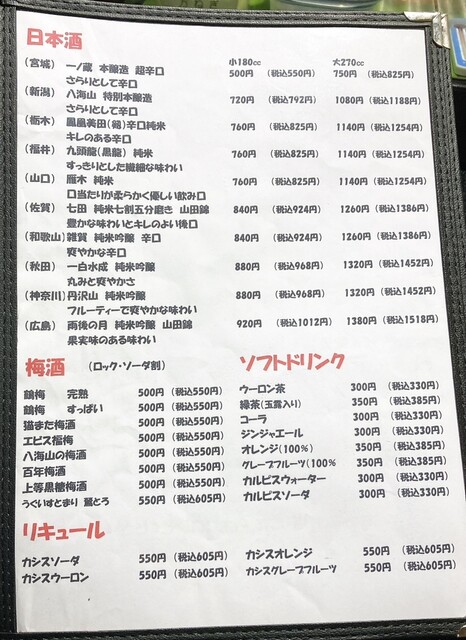 日本酒
小180cc 大270cc
(宮城) 一ノ蔵 本醸造 超辛口 500円 (税込550円) 750円 (税込825円)
さらりとして辛口
(新潟) 八海山 特別本醸造 720円 (税込792円) 1080円 (税込1188円)
さらりとして辛口
(栃木) 鳳凰美田(剱)辛口純米 760円 (税込825円) 1140円 (税込1254円)
キレのある辛口
(福井) 九頭龍(黒龍) 純米 760円 (税込825円) 1140円 (税込1254円)
すっきりとした繊細な味わい
(山口) 雁木 純米 760円 (税込825円) 1140円 (税込1254円)
口当たりが柔らかく優しい飲み口
(佐賀) 七田 純米七割五分磨き 山田錦 840円 (税込924円) 1260円 (税込1386円)
豊かな味わいとキレのよい後口
(和歌山) 雑賀 純米吟醸 辛口 840円 (税込924円) 1260円 (税込1386円)
爽やかな辛口
(秋田) 一白水成 純米吟醸 880円 (税込968円) 1320円 (税込1452円)
丸みと爽やかさ
(神奈川) 丹沢山 純米吟醸 880円 (税込968円) 1320円 (税込1452円)
フルーティーで爽やかな味わい
(広島) 雨後の月 純米吟醸 山田錦 920円 (税込1012円) 1380円 (税込1518円)
果実味のある味わい
梅酒 (ロック・ソーダ割)
鶴梅 完熟 500円 (税込550円)
鶴梅 すっぱい 500円 (税込550円)
猫また梅酒 500円 (税込550円)
エビス福梅 500円 (税込550円)
八海山の梅酒 500円 (税込550円)
百年梅酒 500円 (税込550円)
上等黒糖梅酒 500円 (税込550円)
うぐいすとまり 鶯とろ 550円 (税込605円)
ソフトドリンク
ウーロン茶 300円 (税込330円)
緑茶(玉露入り) 350円 (税込385円)
コーラ 300円 (税込330円)
ジンジャエール 300円 (税込330円)
オレンジ(100%) 350円 (税込385円)
グレープフルーツ(100% 350円 (税込385円)
カルピスウォーター 300円 (税込330円)
カルピスソーダ 300円 (税込330円)
リキュール
カシスソーダ 550円 (税込605円) カシスオレンジ 550円 (税込605円)
カシスウーロン 550円 (税込605円) カシスグレープフルーツ 550円 (税込605円)